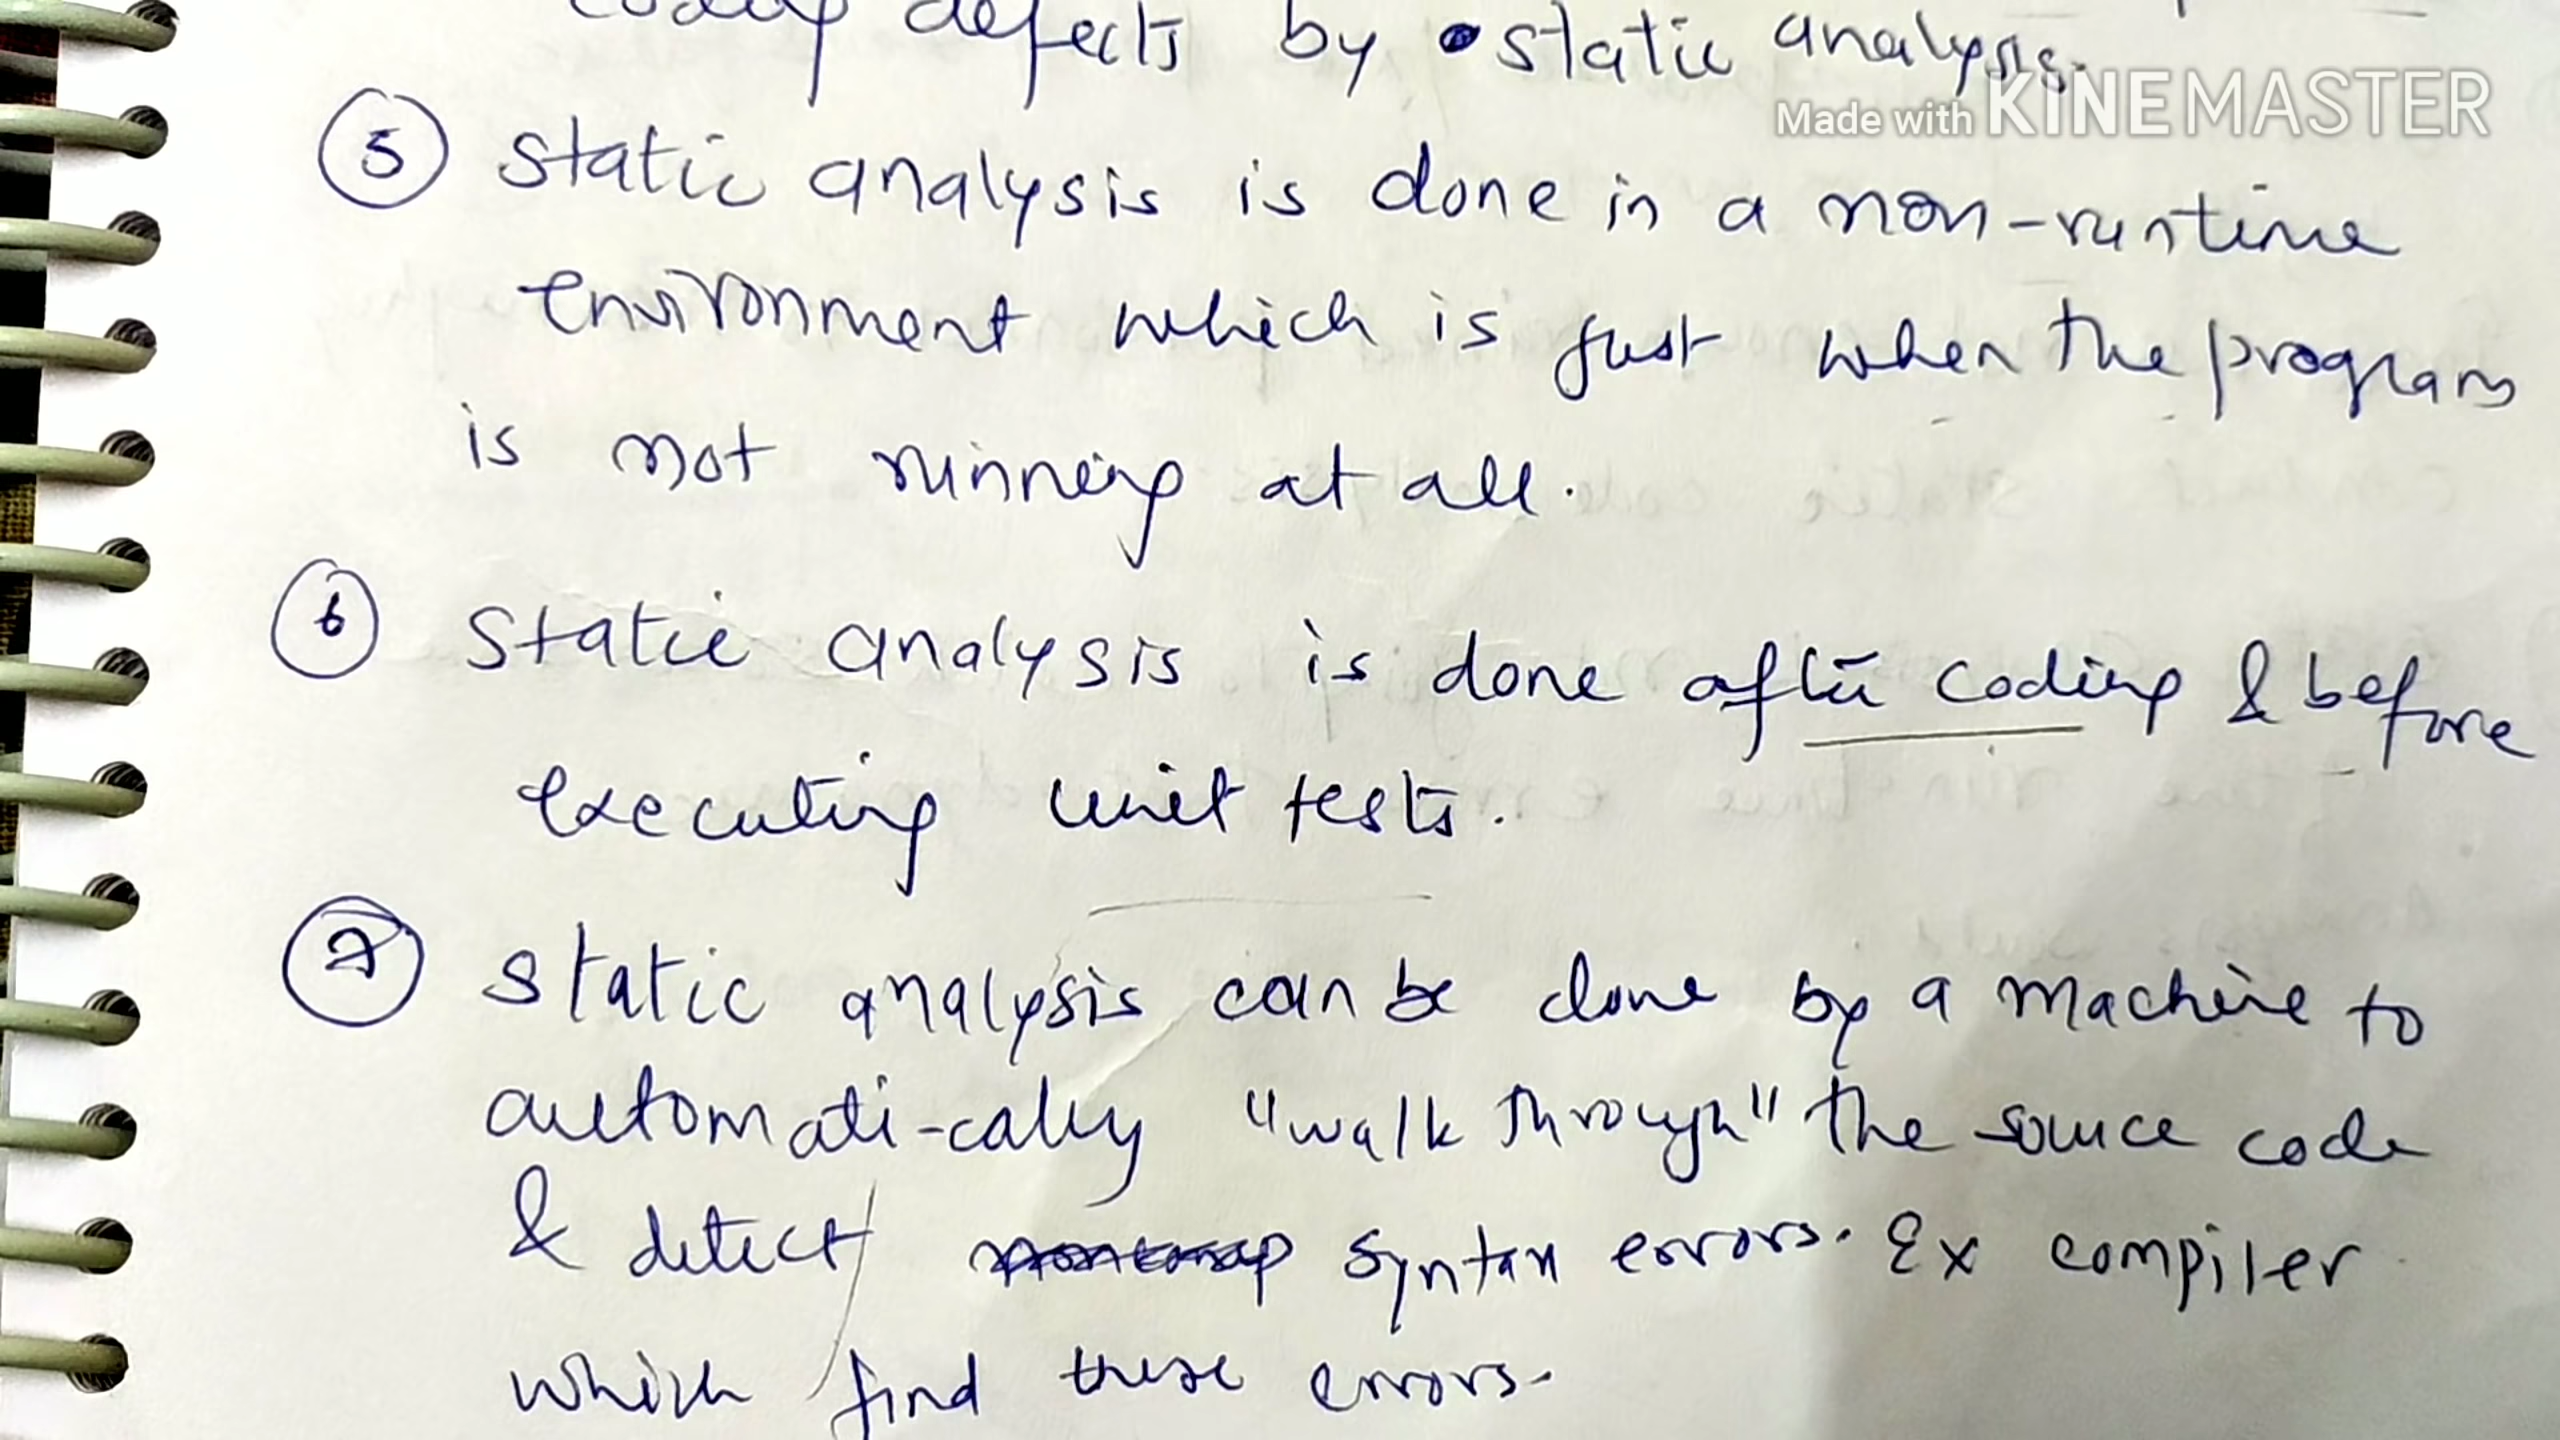 coding defects by static analysis.
Made with KINEMASTER
5 Static analysis is done in a non-runtime
environment which is just when the program
is not running at all.
6 Static analysis is done after coding & before
executing unit tests.
7 Static analysis can be done by a machine to
automati-cally "walk through" the source code
& detect syntax errors. Ex compiler
which find these errors.